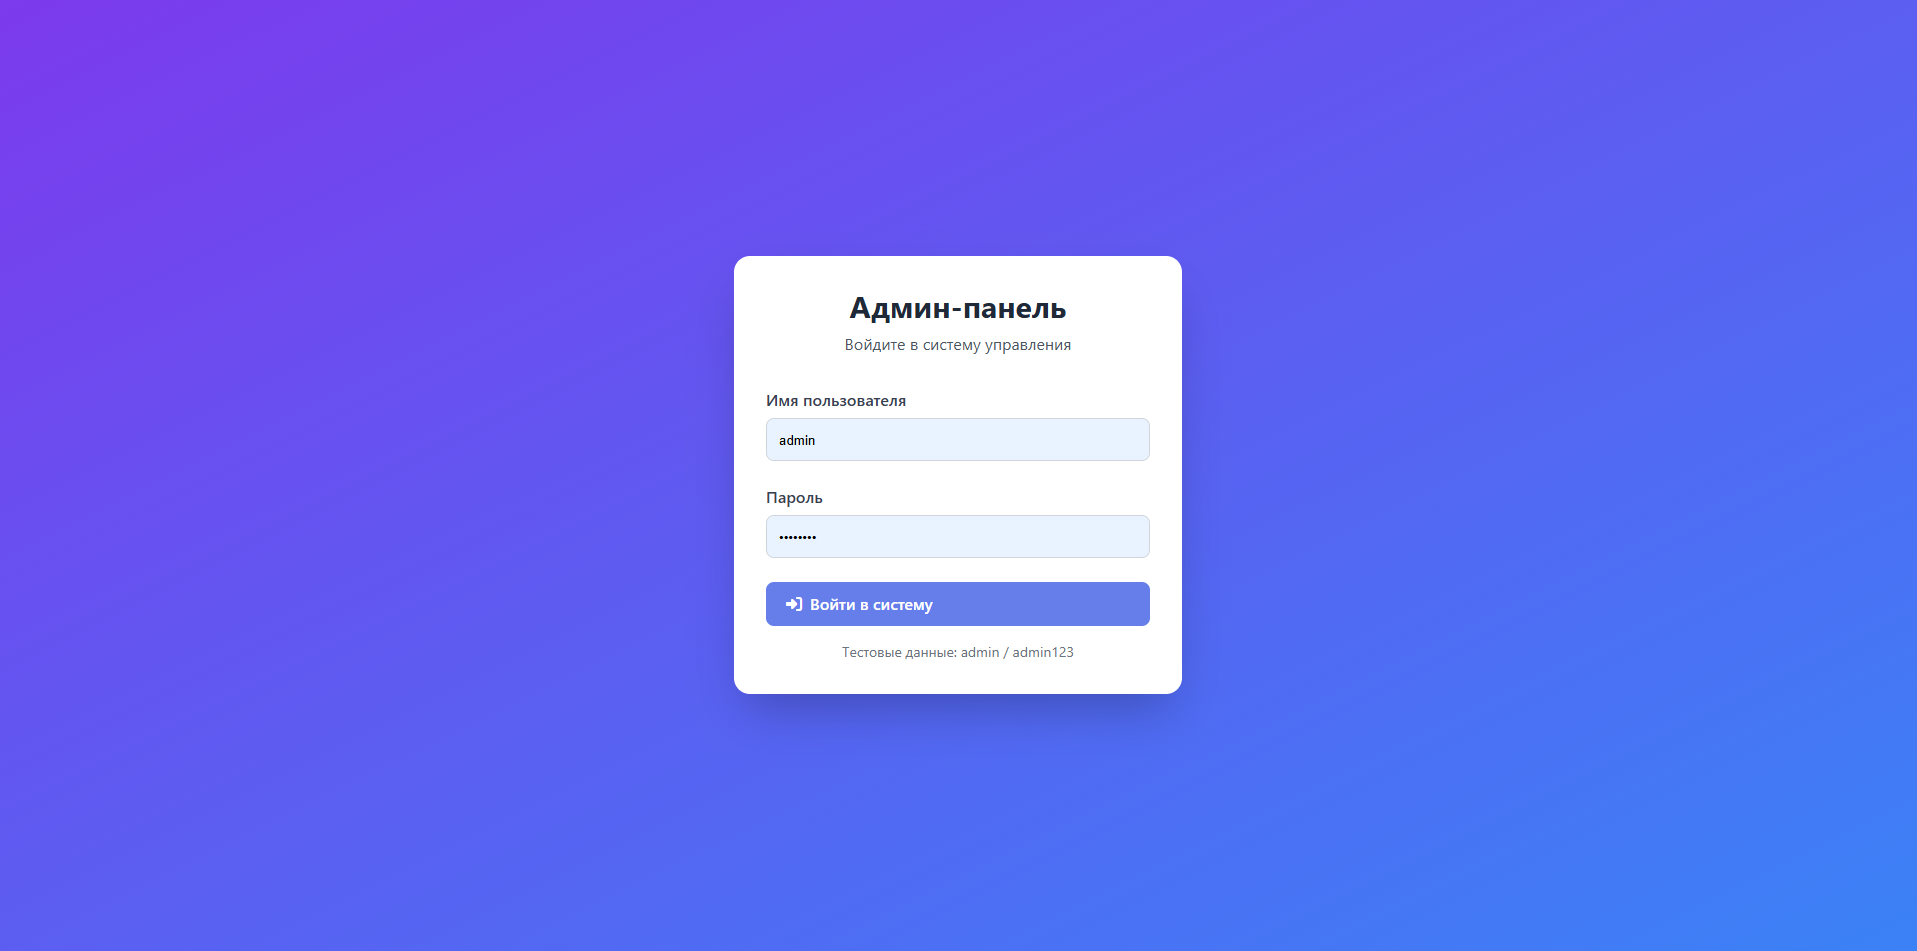 Админ-панель
Войдите в систему управления
Имя пользователя
admin
Пароль
••••••••
Войти в систему
Тестовые данные: admin / admin123